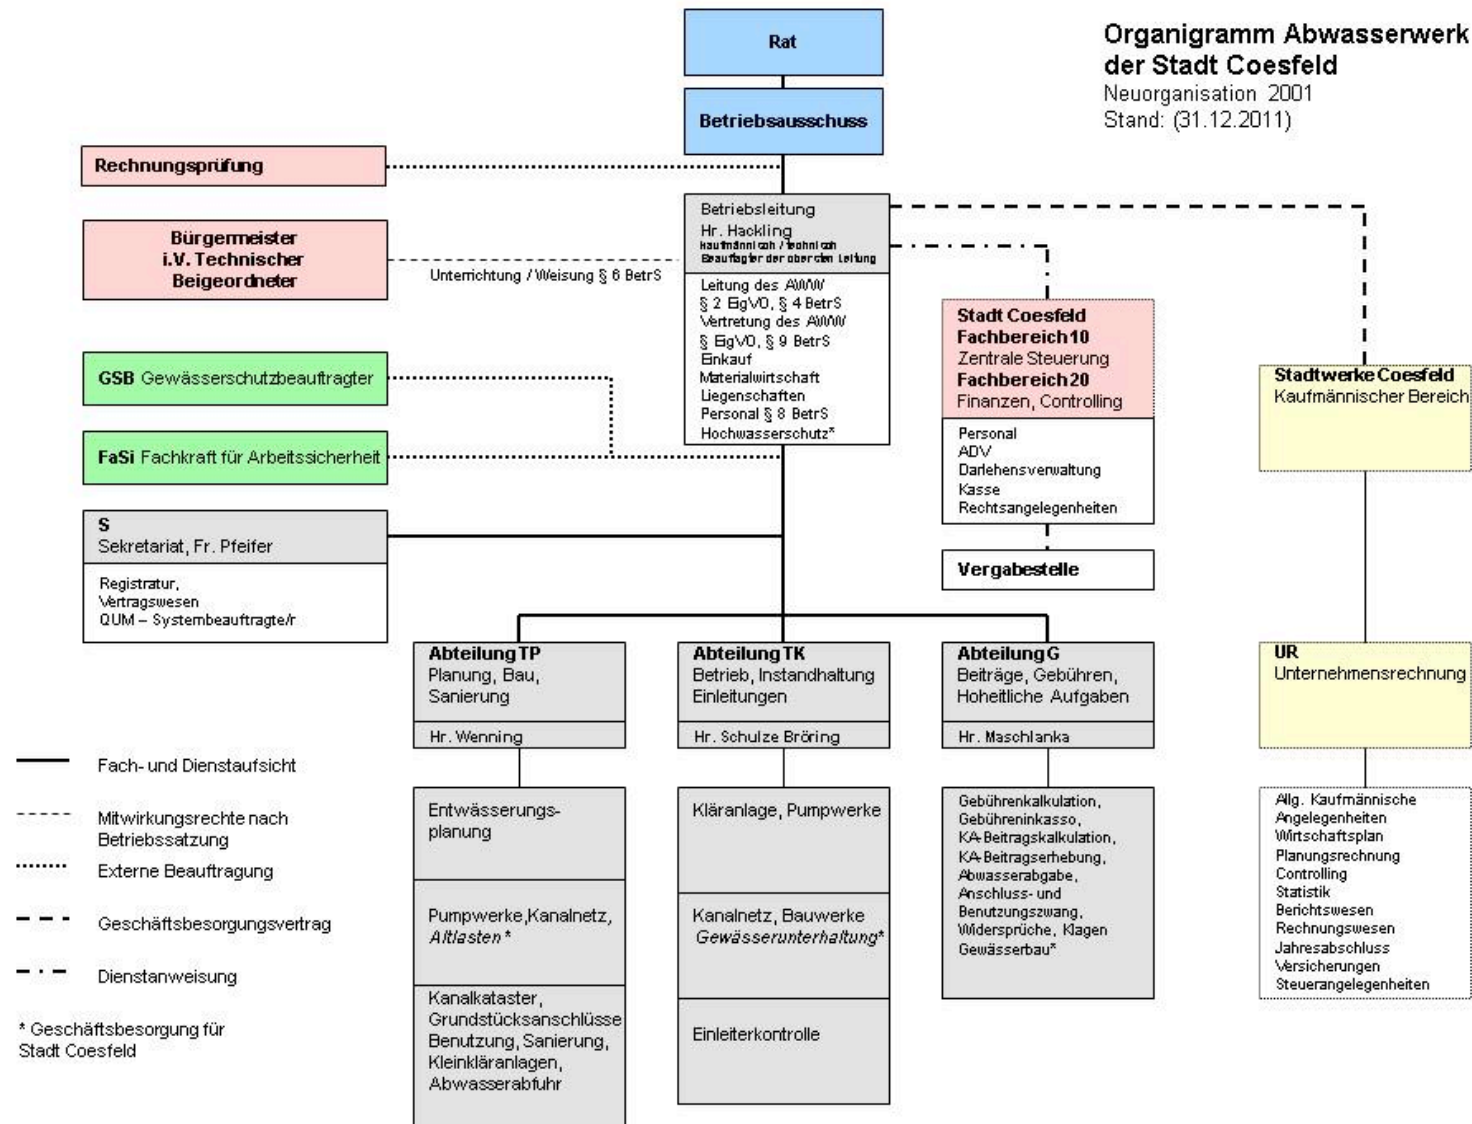 Organigramm Abwasserwerk
der Stadt Coesfeld
Neuorganisation 2001
Stand: (31.12.2011)
Rat
Betriebsausschuss
Rechnungsprüfung
Bürgermeister
i.V. Technischer
Beigeordneter
Unterrichtung / Weisung § 6 BetrS
Betriebsleitung
Hr. Hackling
kaufmännisch / technisch
Beauftragter der obersten Leitung
Leitung des AWW
§ 2 EigVO, § 4 BetrS
Vertretung des AWW
§ EigVO, § 9 BetrS
Einkauf
Materialwirtschaft
Liegenschaften
Personal § 8 BetrS
Hochwasserschutz*
GSB Gewässerschutzbeauftragter
FaSi Fachkraft für Arbeitssicherheit
S
Sekretariat, Fr. Pfeifer
Registratur,
Vertragswesen
QUM – Systembeauftragte/r
Stadt Coesfeld
Fachbereich 10
Zentrale Steuerung
Fachbereich 20
Finanzen, Controlling
Personal
ADV
Darlehensverwaltung
Kasse
Rechtsangelegenheiten
Vergabestelle
Stadtwerke Coesfeld
Kaufmännischer Bereich
UR
Unternehmensrechnung
Allg. Kaufmännische
Angelegenheiten
Wirtschaftsplan
Planungsrechnung
Controlling
Statistik
Berichtswesen
Rechnungswesen
Jahresabschluss
Versicherungen
Steuerangelegenheiten
Abteilung TP
Planung, Bau,
Sanierung
Hr. Wenning
Entwässerungs-
planung
Pumpwerke,Kanalnetz,
Altlasten *
Kanalkataster,
Grundstücksanschlüsse
Benutzung, Sanierung,
Kleinkläranlagen,
Abwasserabfuhr
Abteilung TK
Betrieb, Instandhaltung
Einleitungen
Hr. Schulze Bröring
Kläranlage, Pumpwerke
Kanalnetz, Bauwerke
Gewässerunterhaltung*
Einleiterkontrolle
Abteilung G
Beiträge, Gebühren,
Hoheitliche Aufgaben
Hr. Maschlanka
Gebührenkalkulation,
Gebühreninkasso,
KA-Beitragskalkulation,
KA-Beitragserhebung,
Abwasserabgabe,
Anschluss- und
Benutzungszwang,
Widersprüche, Klagen
Gewässerbau*
Fach- und Dienstaufsicht
Mitwirkungsrechte nach
Betriebssatzung
Externe Beauftragung
Geschäftsbesorgungsvertrag
Dienstanweisung
* Geschäftsbesorgung für
Stadt Coesfeld